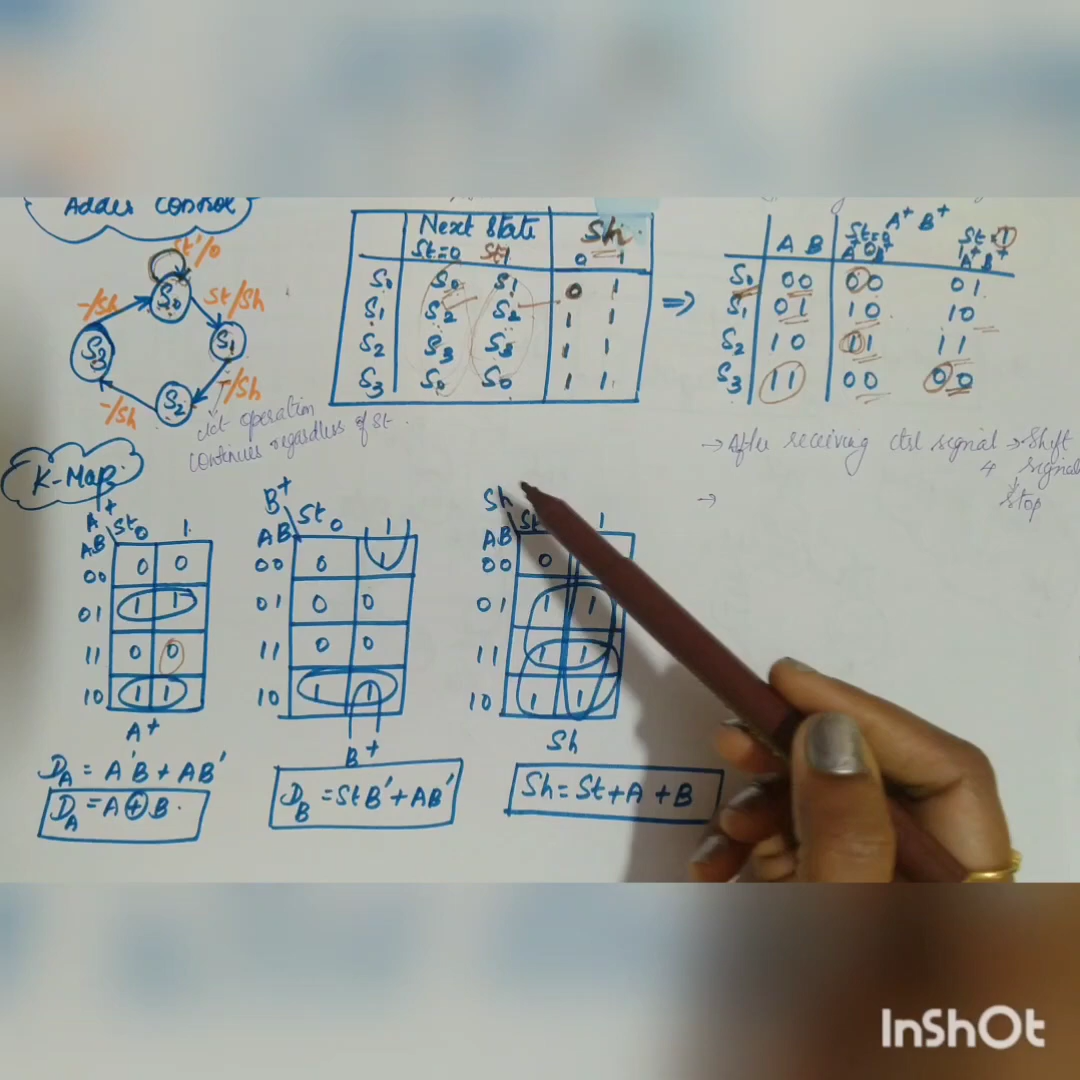 Adder Control
St'/0
S0
-/Sh
St/Sh
S3
S1
-/Sh
-/Sh
S2
ckt operation
continues regardless of St.
Next State
Sh
St=0 St=1
0 1
S0 S0 S1 0 1
S1 S2 S2 1 1
S2 S3 S3 1 1
S3 S0 S0 1 1
⇒
A+ B+
A B
St=0
St=1
A+ B+
A+ B+
S0 00 00 01
S1 01 10 10
S2 10 11 11
S3 11 00 00
→ After receiving ctrl signal → Shift
4 signal
→
↓
stop
K-Map
A+
St 0 1
AB
00 0 0
01 1 1
11 0 0
10 1 1
A+
DA = A'B + AB'
DA = A ⊕ B.
B+
St 0 1
AB
00 0 1
01 0 0
11 0 0
10 1 1
B+
DB = StB' + AB'
Sh
St 1
AB
00 0
01 1 1
11 1 1
10 1 1
Sh
Sh = St + A + B
InShOt